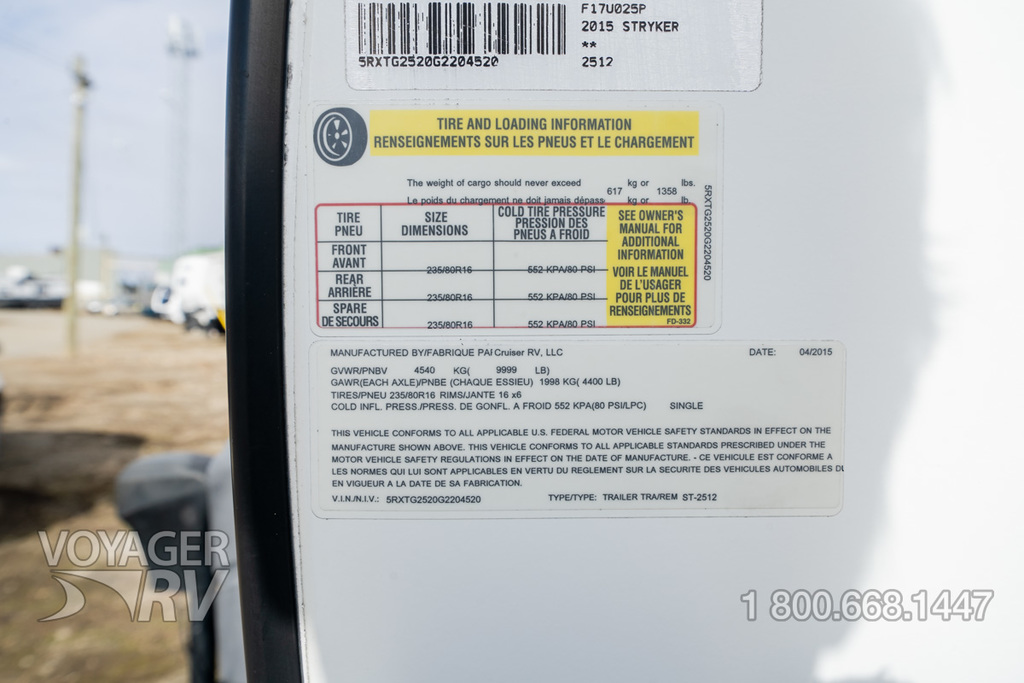 F17U025P
2015 STRYKER
**
5RXTG2520G2204520 2512
TIRE AND LOADING INFORMATION
RENSEIGNEMENTS SUR LES PNEUS ET LE CHARGEMENT
The weight of cargo should never exceed 617 kg or 1358 lbs.
Le poids du chargement ne doit jamais dépass kg or lb.
TIRE PNEU SIZE DIMENSIONS COLD TIRE PRESSURE PRESSION DES PNEUS A FROID
FRONT AVANT 235/80R16 552 KPA/80 PSI
REAR ARRIÈRE 235/80R16 552 KPA/80 PSI
SPARE DE SECOURS 235/80R16 552 KPA/80 PSI
SEE OWNER'S
MANUAL FOR
ADDITIONAL
INFORMATION
VOIR LE MANUEL
DE L'USAGER
POUR PLUS DE
RENSEIGNEMENTS
FD-332
5RXTG2520G2204520
MANUFACTURED BY/FABRIQUE PA Cruiser RV, LLC DATE: 04/2015
GVWR/PNBV 4540 KG( 9999 LB)
GAWR(EACH AXLE)/PNBE (CHAQUE ESSIEU) 1998 KG( 4400 LB)
TIRES/PNEU 235/80R16 RIMS/JANTE 16 x6
COLD INFL. PRESS./PRESS. DE GONFL. A FROID 552 KPA(80 PSI/LPC) SINGLE
THIS VEHICLE CONFORMS TO ALL APPLICABLE U.S. FEDERAL MOTOR VEHICLE SAFETY STANDARDS IN EFFECT ON THE
MANUFACTURE SHOWN ABOVE. THIS VEHICLE CONFORMS TO ALL APPLICABLE STANDARDS PRESCRIBED UNDER THE
MOTOR VEHICLE SAFETY REGULATIONS IN EFFECT ON THE DATE OF MANUFACTURE. - CE VEHICULE EST CONFORME A
LES NORMES QUI LUI SONT APPLICABLES EN VERTU DU REGLEMENT SUR LA SECURITE DES VEHICULES AUTOMOBILES DU
EN VIGUEUR A LA DATE DE SA FABRICATION.
V.I.N./N.I.V.: 5RXTG2520G2204520 TYPE/TYPE: TRAILER TRA/REM ST-2512
VOYAGER
RV
1 800.668.1447